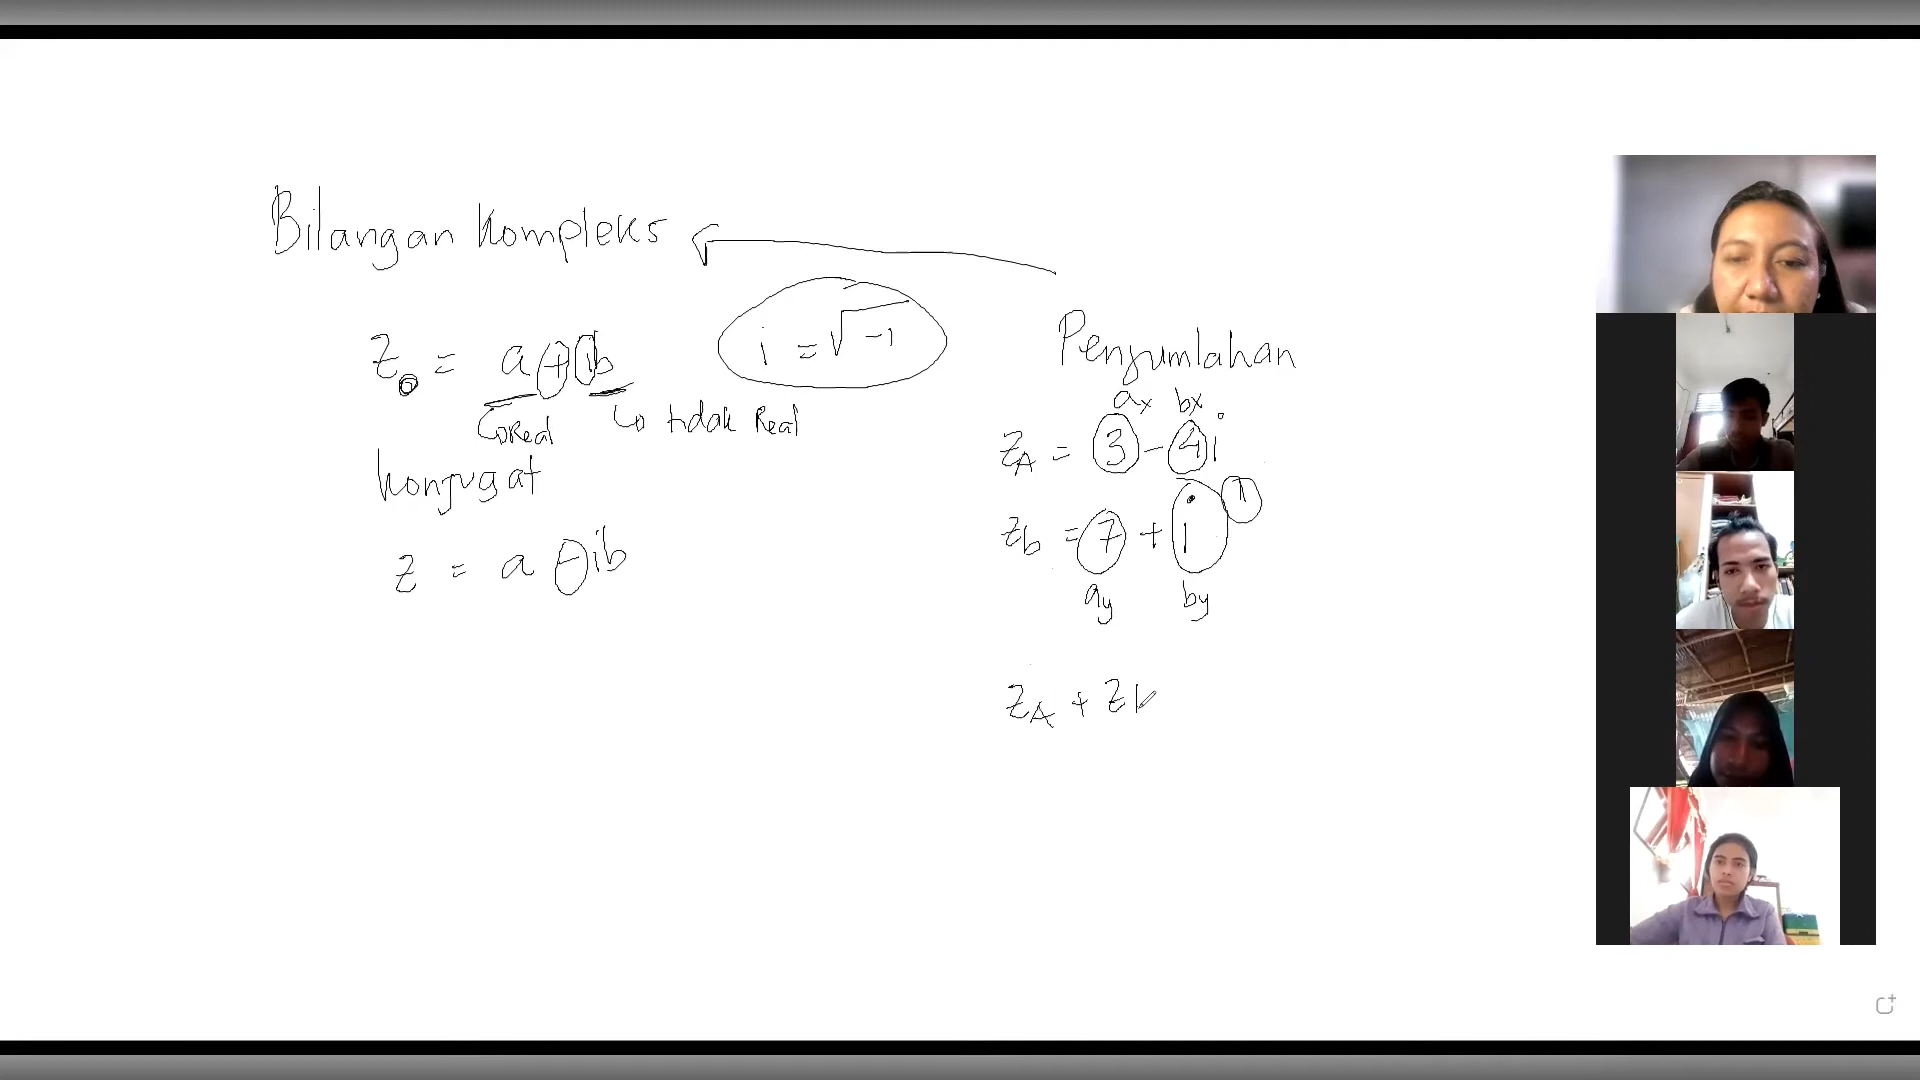 Bilangan Kompleks
Z = a + ib
i = √-1
Real
tidak Real
konjugat
z = a - ib
Penjumlahan
ax bx
ZA = 3 - 4i
Zb = 7 + i 1
ay by
ZA + Zb